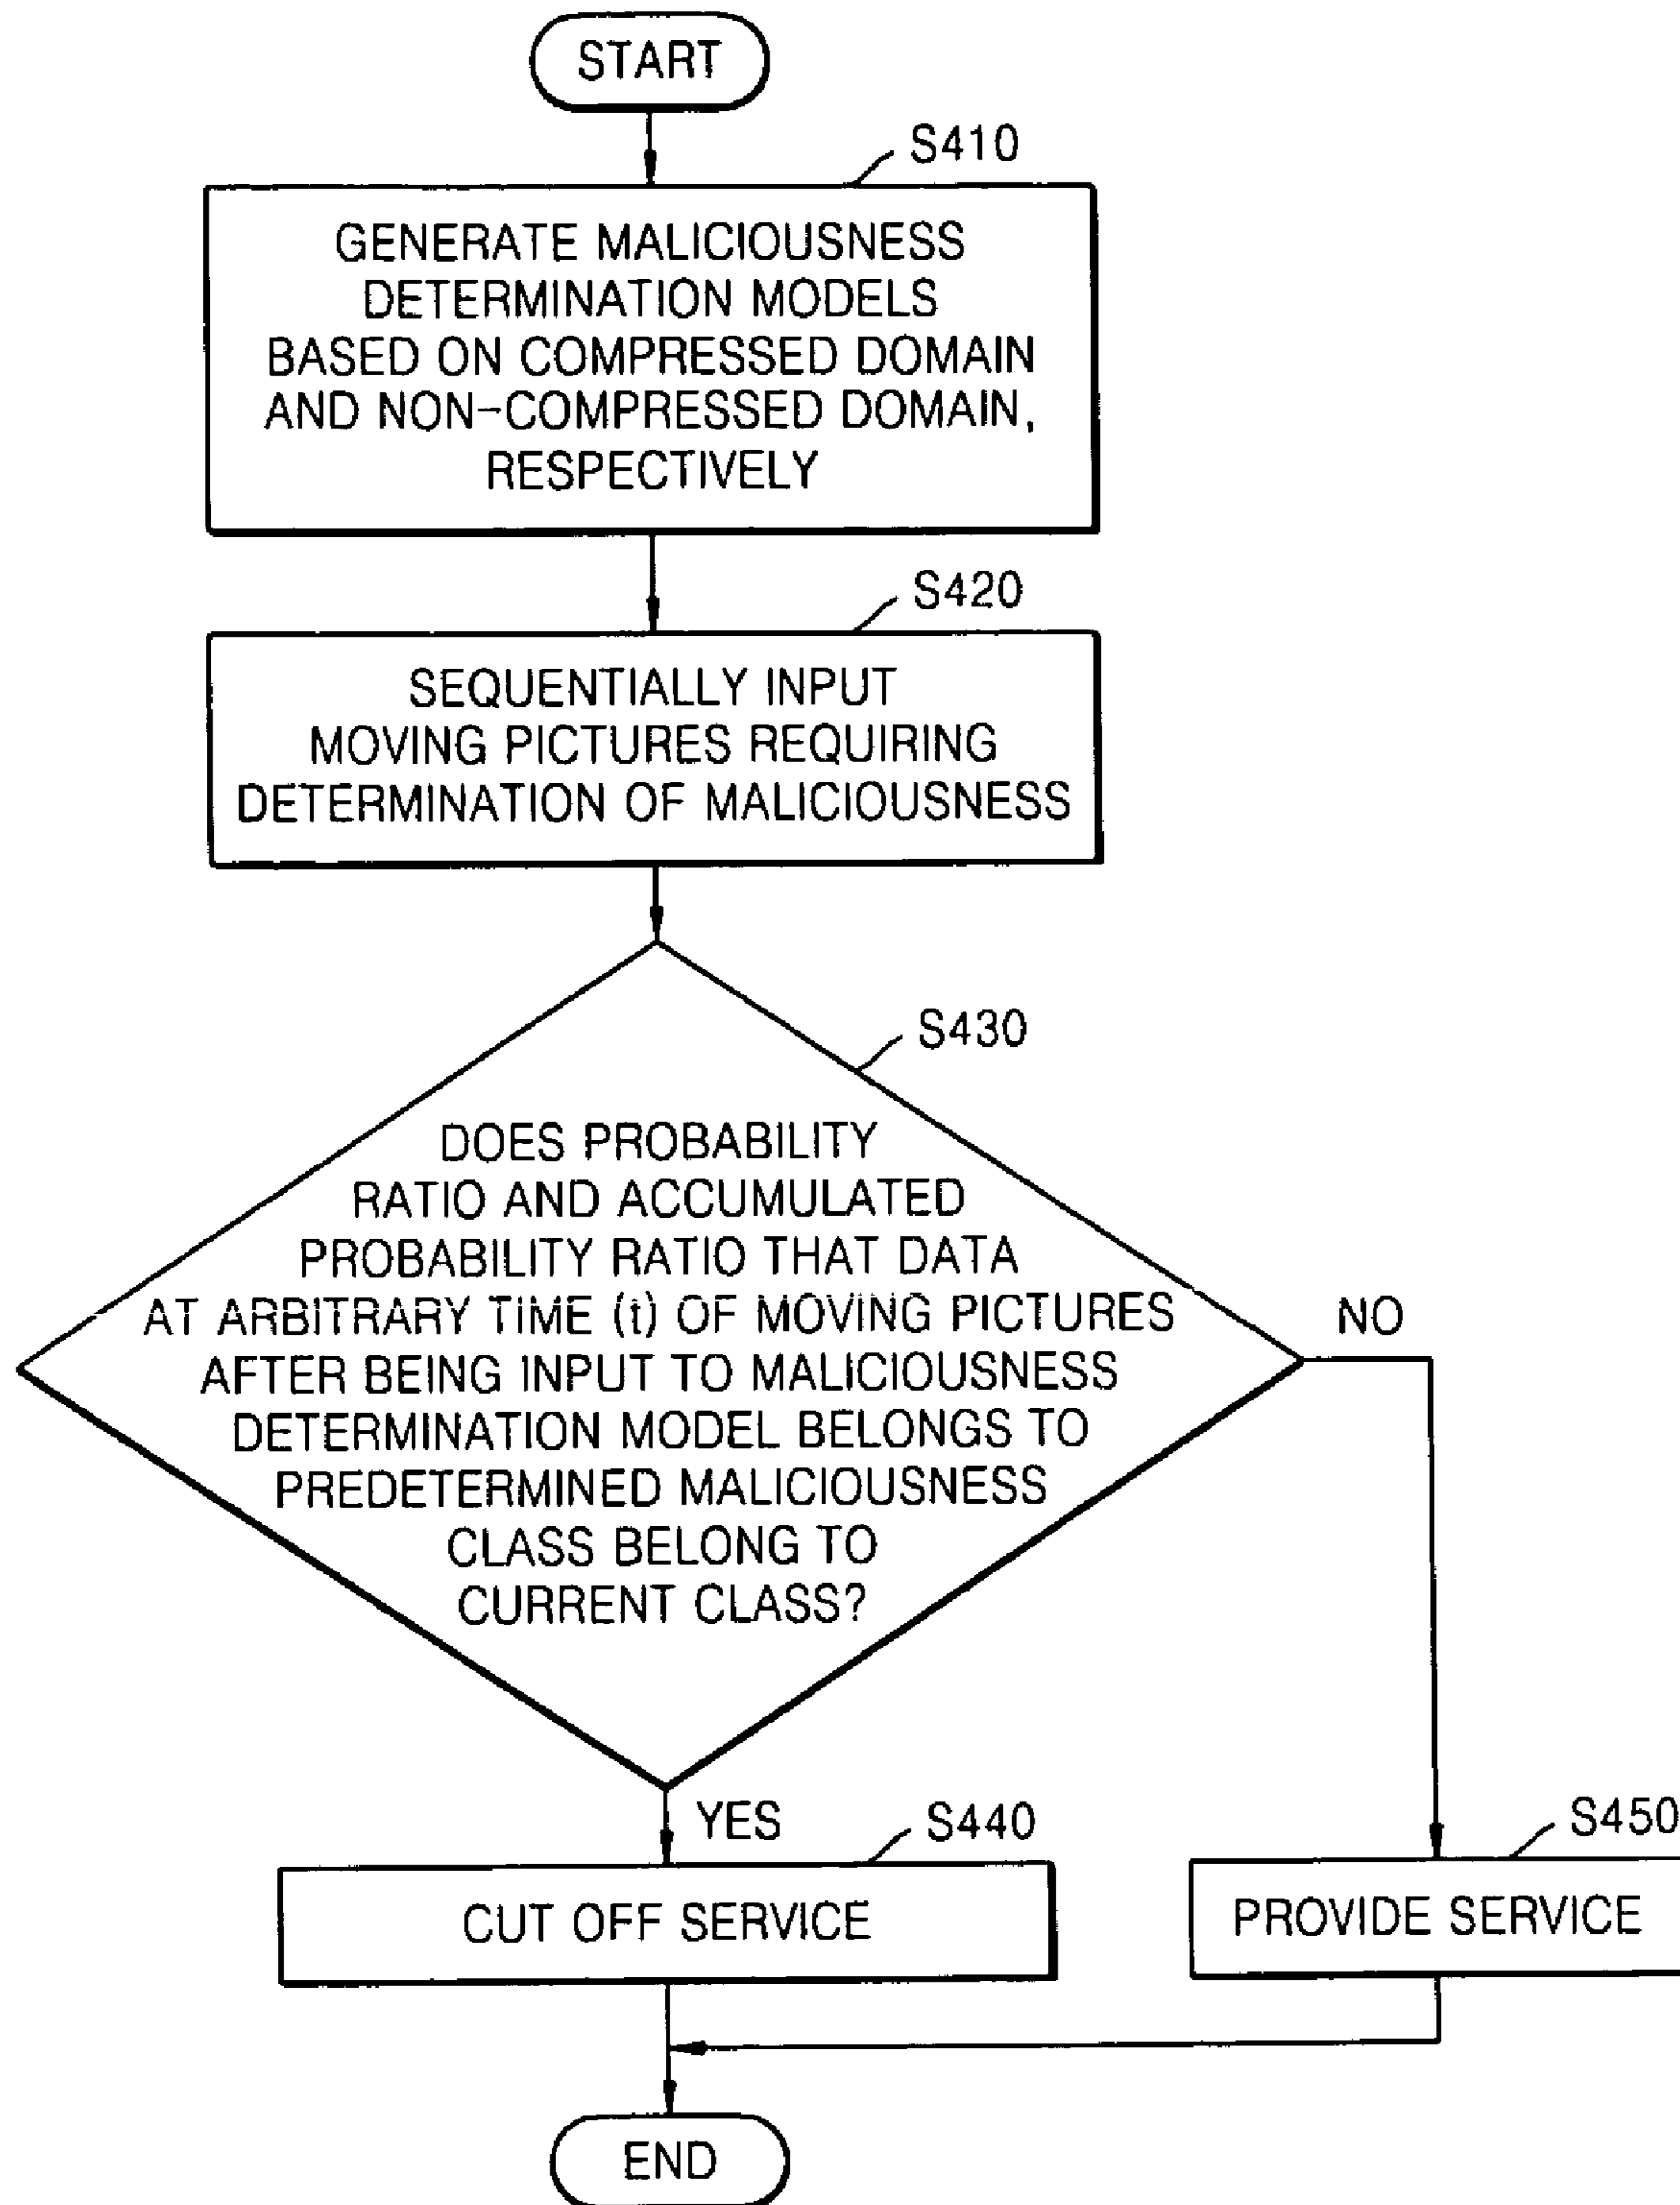 START
S410
GENERATE MALICIOUSNESS
DETERMINATION MODELS
BASED ON COMPRESSED DOMAIN
AND NON-COMPRESSED DOMAIN,
RESPECTIVELY
S420
SEQUENTIALLY INPUT
MOVING PICTURES REQUIRING
DETERMINATION OF MALICIOUSNESS
S430
DOES PROBABILITY
RATIO AND ACCUMULATED
PROBABILITY RATIO THAT DATA
AT ARBITRARY TIME (t) OF MOVING PICTURES
AFTER BEING INPUT TO MALICIOUSNESS
DETERMINATION MODEL BELONGS TO
PREDETERMINED MALICIOUSNESS
CLASS BELONG TO
CURRENT CLASS?
NO
YES
S440
CUT OFF SERVICE
S450
PROVIDE SERVICE
END